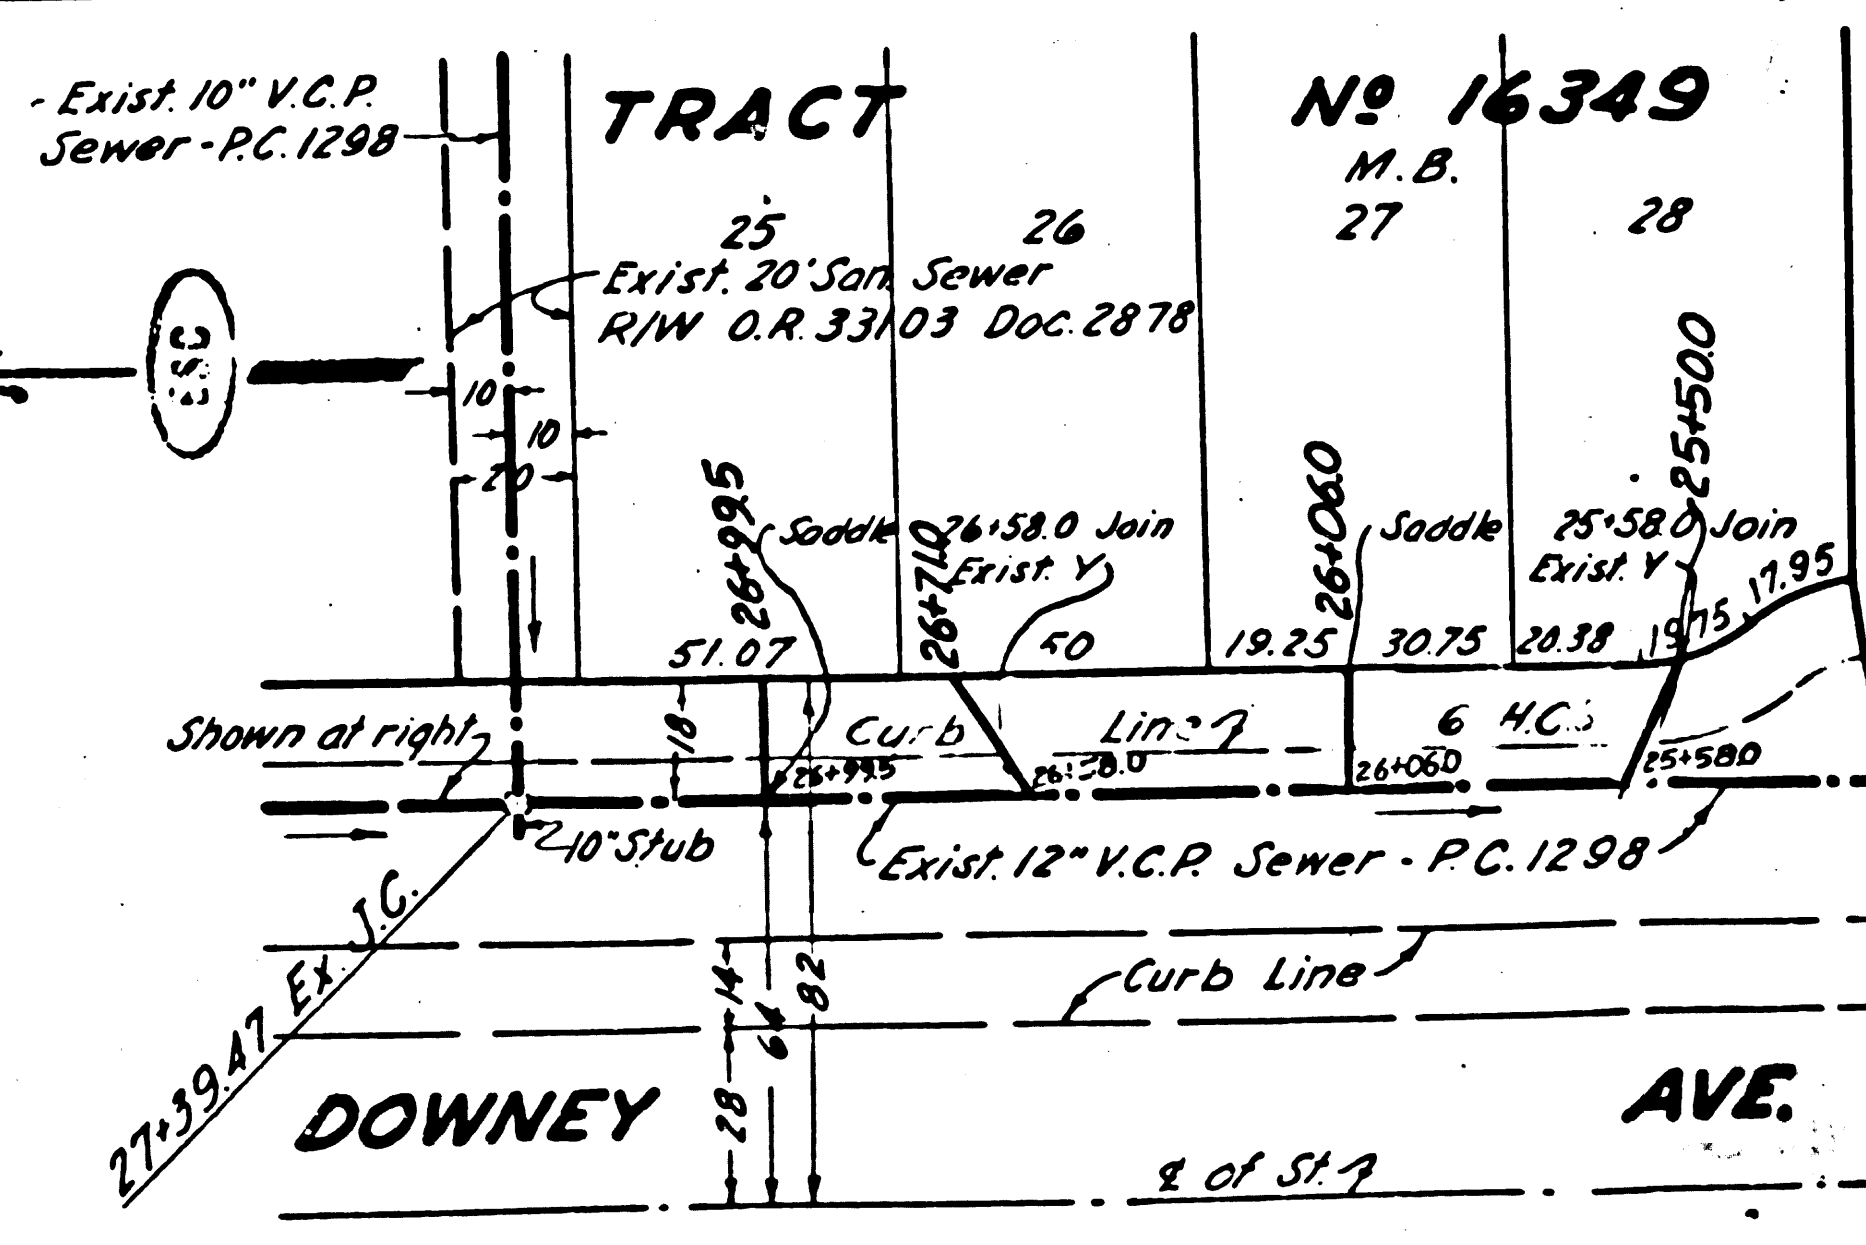 - Exist. 10" V.C.P.
Sewer - P.C. 1298
TRACT No 16349
M.B.
25
26
27
28
Exist. 20' San. Sewer
R/W O.R. 33103 Doc. 2878
10
10
20
26+99.5
Saddle
26+71.0
26+58.0 Join
Exist. Y
26+06.0
Saddle
25+50.0
25+58.0 Join
Exist. Y
51.07
50
19.25
30.75
20.38
19.75
17.95
Shown at right
18
Curb Line
6 H.C.s
26+99.5
26+58.0
26+06.0
25+58.0
10" Stub
Exist. 12" V.C.P. Sewer - P.C. 1298
27+39.47 Ex. J.C.
14
64
82
28
Curb Line
DOWNEY AVE.
℄ of St.